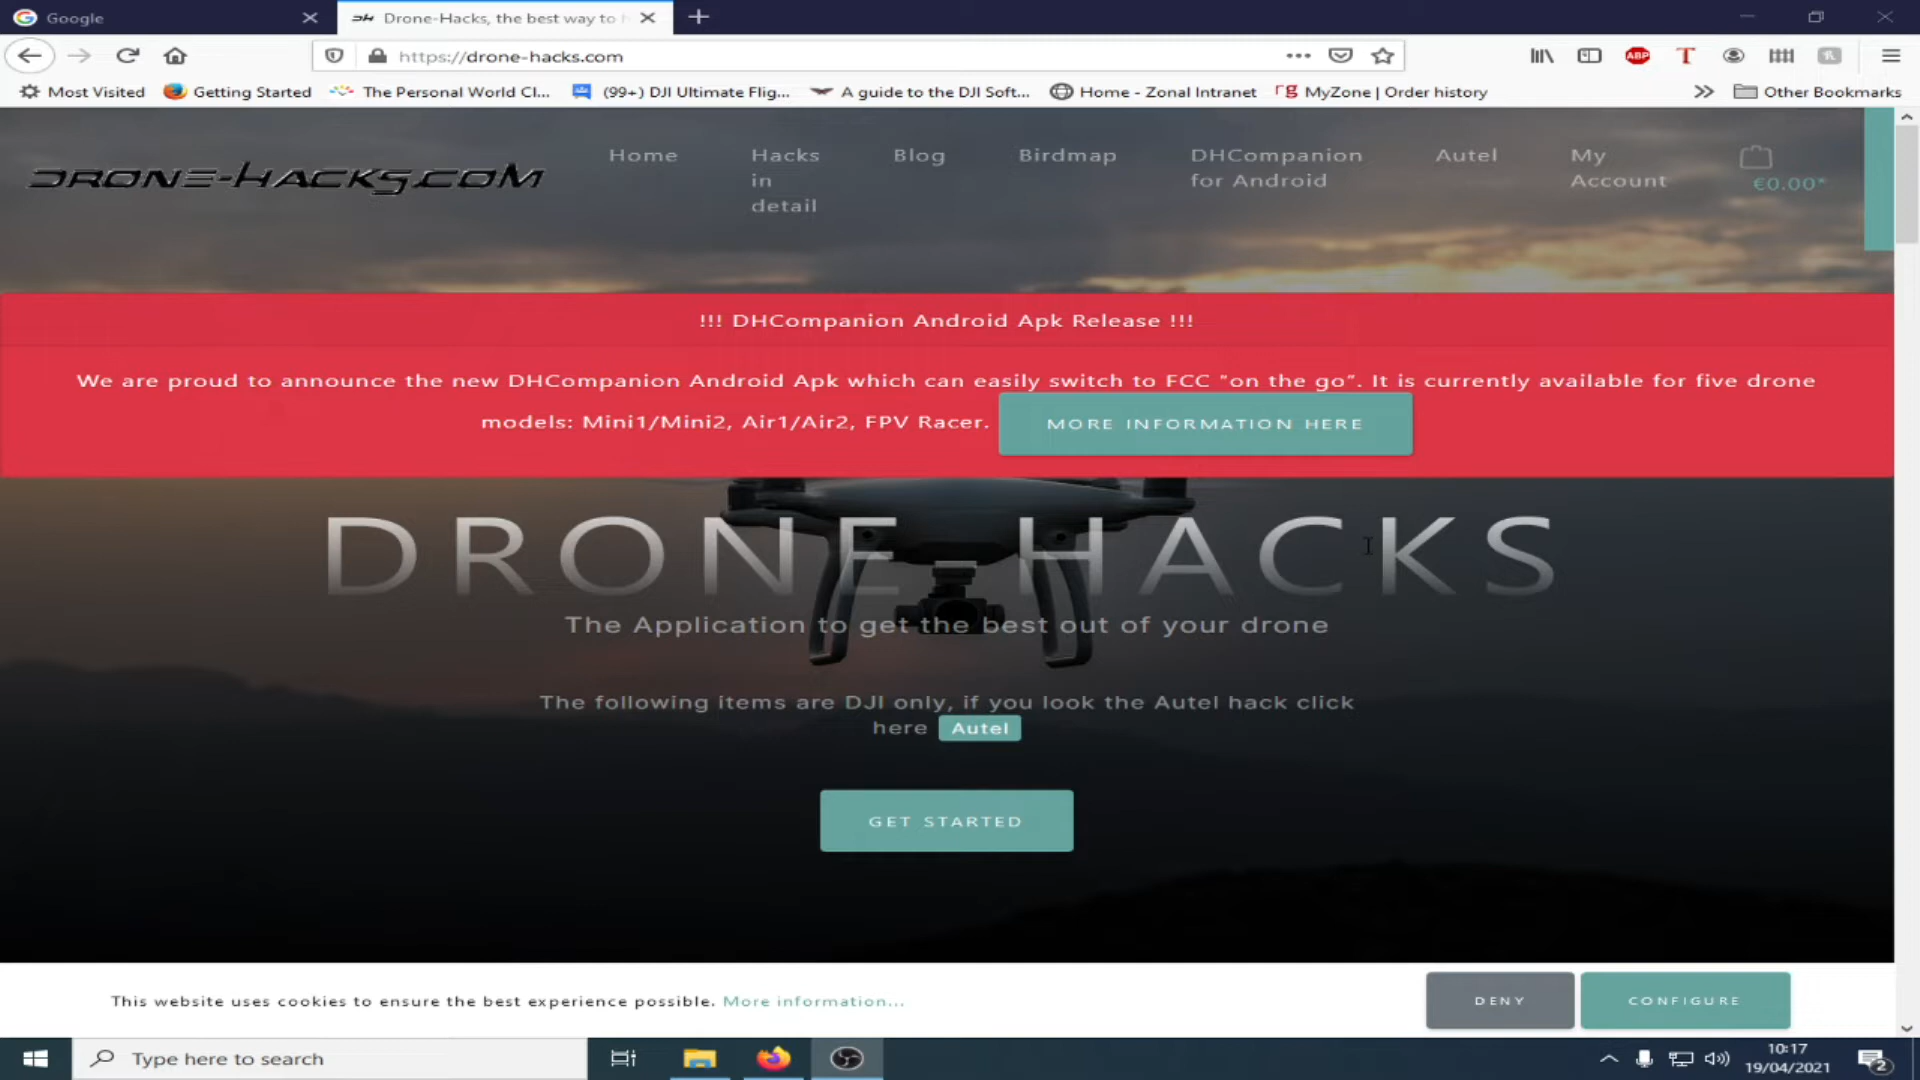 Google
Drone-Hacks, the best way to
https://drone-hacks.com
Most Visited
Getting Started
The Personal World Cl...
(99+) DJI Ultimate Flig...
A guide to the DJI Soft...
Home - Zonal Intranet
MyZone | Order history
Other Bookmarks
DRONE-HACKS.COM
Home
Hacks
in
detail
Blog
Birdmap
DHCompanion
for Android
Autel
My
Account
€0.00*
!!! DHCompanion Android Apk Release !!!
We are proud to announce the new DHCompanion Android Apk which can easily switch to FCC “on the go”. It is currently available for five drone
models: Mini1/Mini2, Air1/Air2, FPV Racer.
MORE INFORMATION HERE
DRONE-HACKS
The Application to get the best out of your drone
The following items are DJI only, if you look the Autel hack click
here Autel
GET STARTED
This website uses cookies to ensure the best experience possible. More information...
DENY
CONFIGURE
Type here to search
10:17
19/04/2021
2